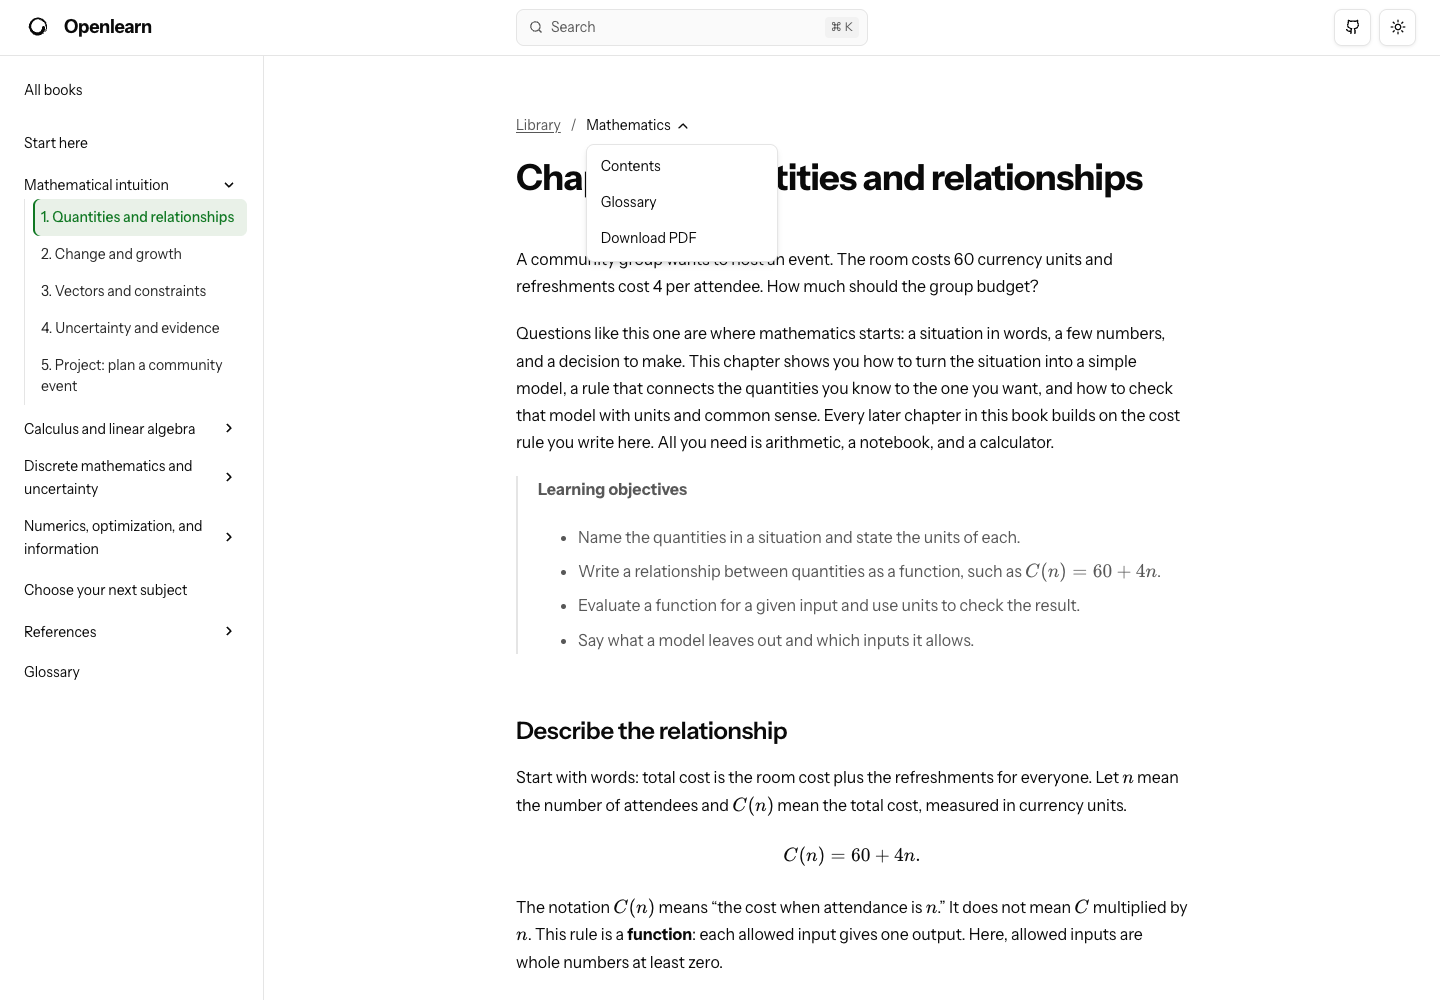 Openlearn
Search
⌘ K
All books
Start here
Mathematical intuition
1. Quantities and relationships
2. Change and growth
3. Vectors and constraints
4. Uncertainty and evidence
5. Project: plan a community
event
Calculus and linear algebra
Discrete mathematics and
uncertainty
Numerics, optimization, and
information
Choose your next subject
References
Glossary
Library / Mathematics
Contents
Glossary
Download PDF
relationships
A community group wants to host an event. The room costs 60 currency units and
refreshments cost 4 per attendee. How much should the group budget?
Questions like this one are where mathematics starts: a situation in words, a few numbers,
and a decision to make. This chapter shows you how to turn the situation into a simple
model, a rule that connects the quantities you know to the one you want, and how to check
that model with units and common sense. Every later chapter in this book builds on the cost
rule you write here. All you need is arithmetic, a notebook, and a calculator.
Learning objectives
• Name the quantities in a situation and state the units of each.
• Write a relationship between quantities as a function, such as C(n) = 60 + 4n.
• Evaluate a function for a given input and use units to check the result.
• Say what a model leaves out and which inputs it allows.
Describe the relationship
Start with words: total cost is the room cost plus the refreshments for everyone. Let n mean
the number of attendees and C(n) mean the total cost, measured in currency units.
C(n) = 60 + 4n.
The notation C(n) means “the cost when attendance is n.” It does not mean C multiplied by
n. This rule is a function: each allowed input gives one output. Here, allowed inputs are
whole numbers at least zero.